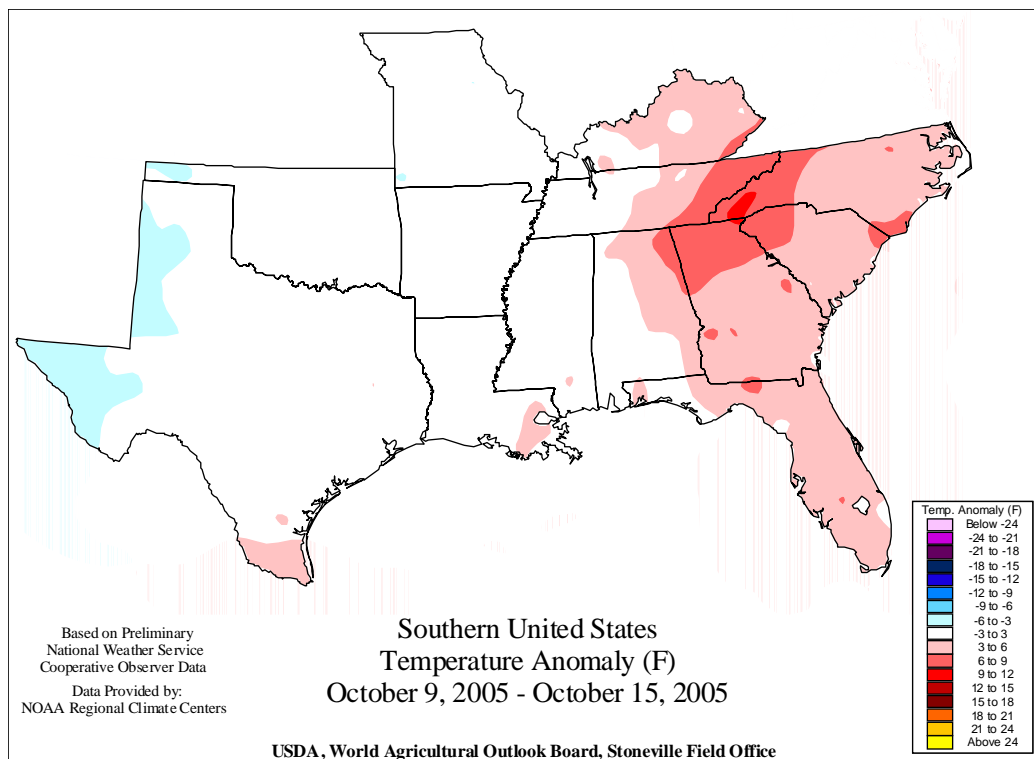 Temp. Anomaly (F)
Below -24
-24 to -21
-21 to -18
-18 to -15
-15 to -12
-12 to -9
-9 to -6
-6 to -3
-3 to 3
3 to 6
6 to 9
9 to 12
12 to 15
15 to 18
18 to 21
21 to 24
Above 24
Based on Preliminary
National Weather Service
Cooperative Observer Data
Data Provided by:
NOAA Regional Climate Centers
Southern United States
Temperature Anomaly (F)
October 9, 2005 - October 15, 2005
USDA, World Agricultural Outlook Board, Stoneville Field Office